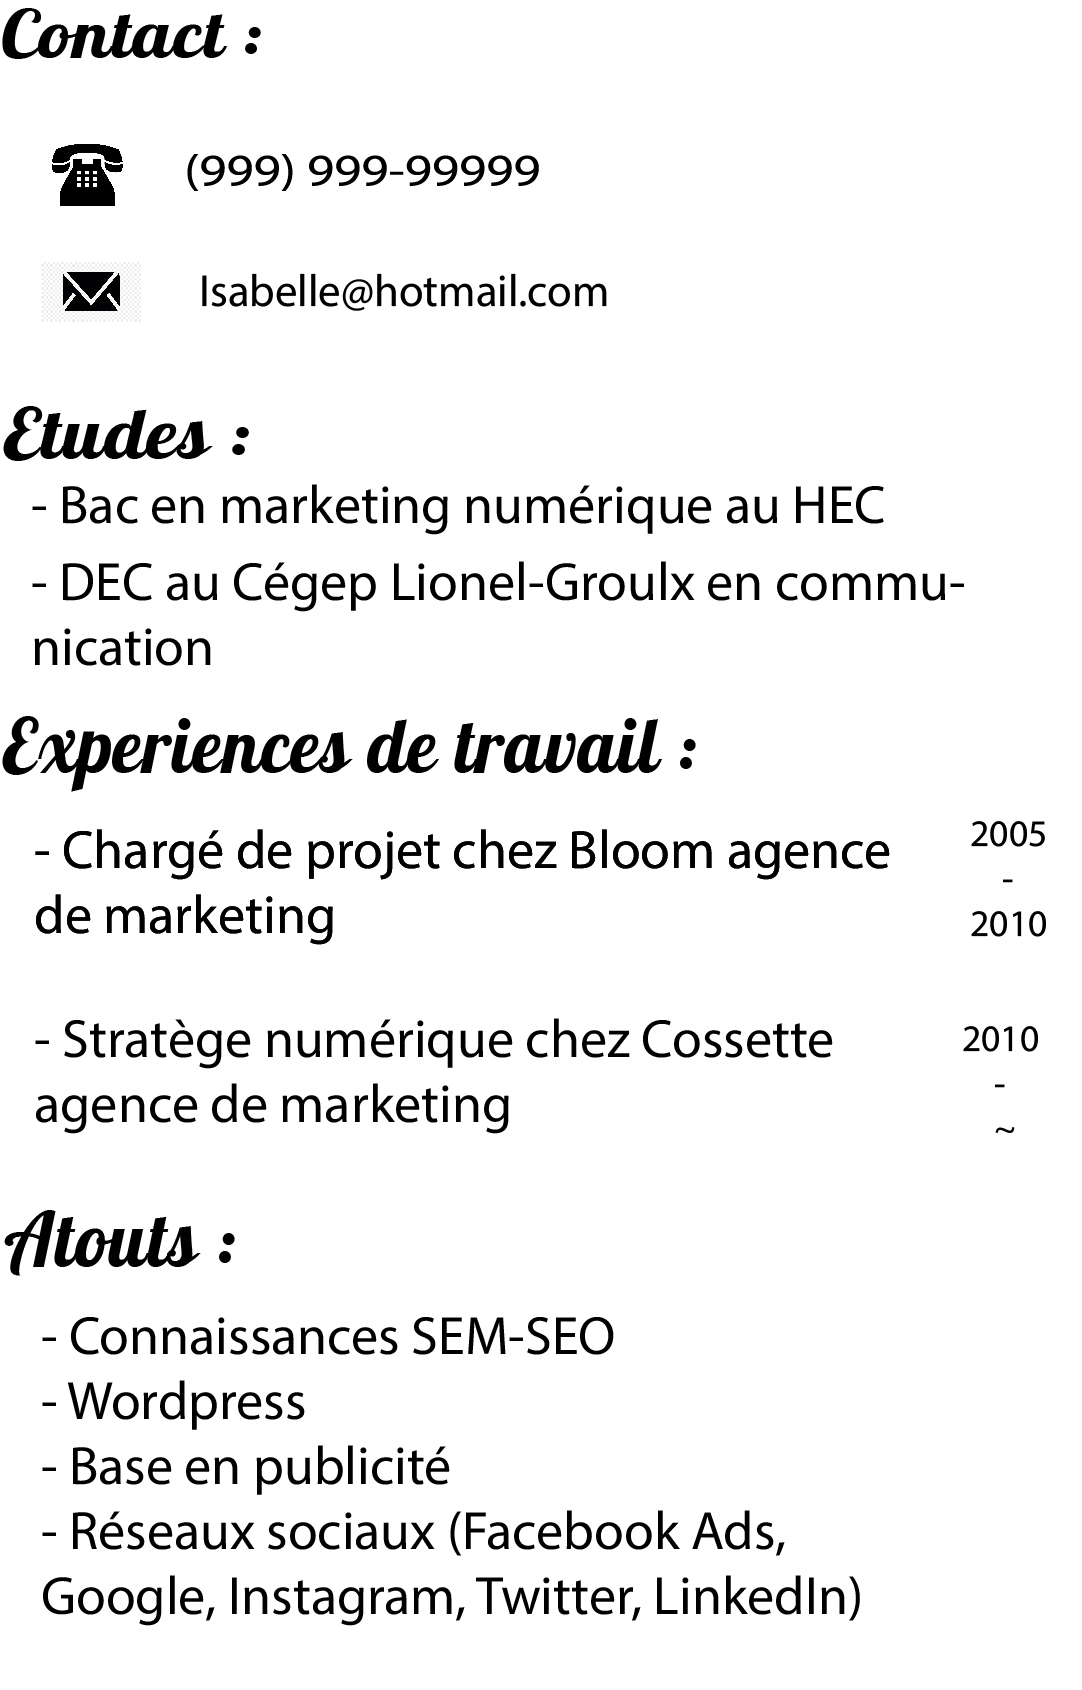 Contact :
(999) 999-99999
Isabelle@hotmail.com
Etudes :
- Bac en marketing numérique au HEC
- DEC au Cégep Lionel-Groulx en commu-
nication
Experiences de travail :
- Chargé de projet chez Bloom agence
de marketing
2005
-
2010
- Stratège numérique chez Cossette
agence de marketing
2010
-
~
Atouts :
- Connaissances SEM-SEO
- Wordpress
- Base en publicité
- Réseaux sociaux (Facebook Ads,
Google, Instagram, Twitter, LinkedIn)